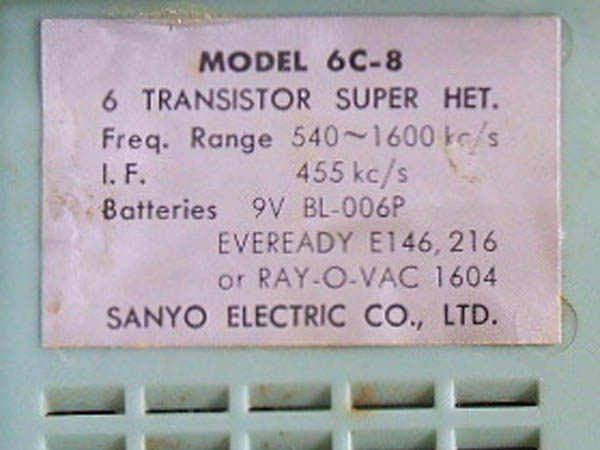 MODEL 6C-8
6 TRANSISTOR SUPER HET.
Freq. Range 540~1600 kc/s
I.F. 455 kc/s
Batteries 9V BL-006P
EVEREADY E146, 216
or RAY-O-VAC 1604
SANYO ELECTRIC CO., LTD.